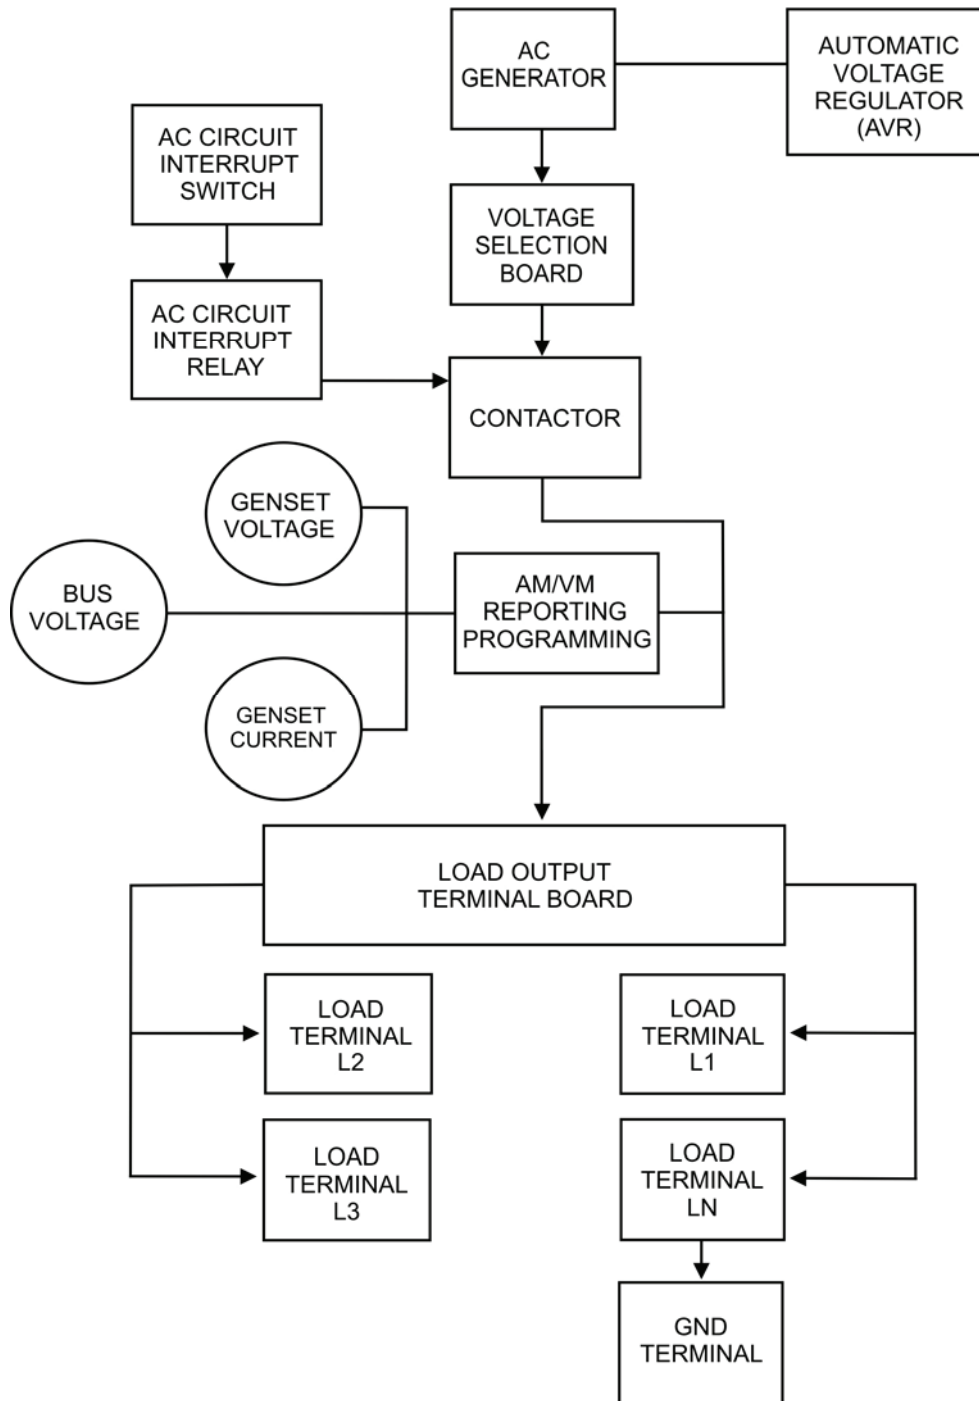 AC
GENERATOR
AUTOMATIC
VOLTAGE
REGULATOR
(AVR)
AC CIRCUIT
INTERRUPT
SWITCH
VOLTAGE
SELECTION
BOARD
AC CIRCUIT
INTERRUPT
RELAY
CONTACTOR
GENSET
VOLTAGE
BUS
VOLTAGE
AM/VM
REPORTING
PROGRAMMING
GENSET
CURRENT
LOAD OUTPUT
TERMINAL BOARD
LOAD
TERMINAL
L2
LOAD
TERMINAL
L1
LOAD
TERMINAL
L3
LOAD
TERMINAL
LN
GND
TERMINAL